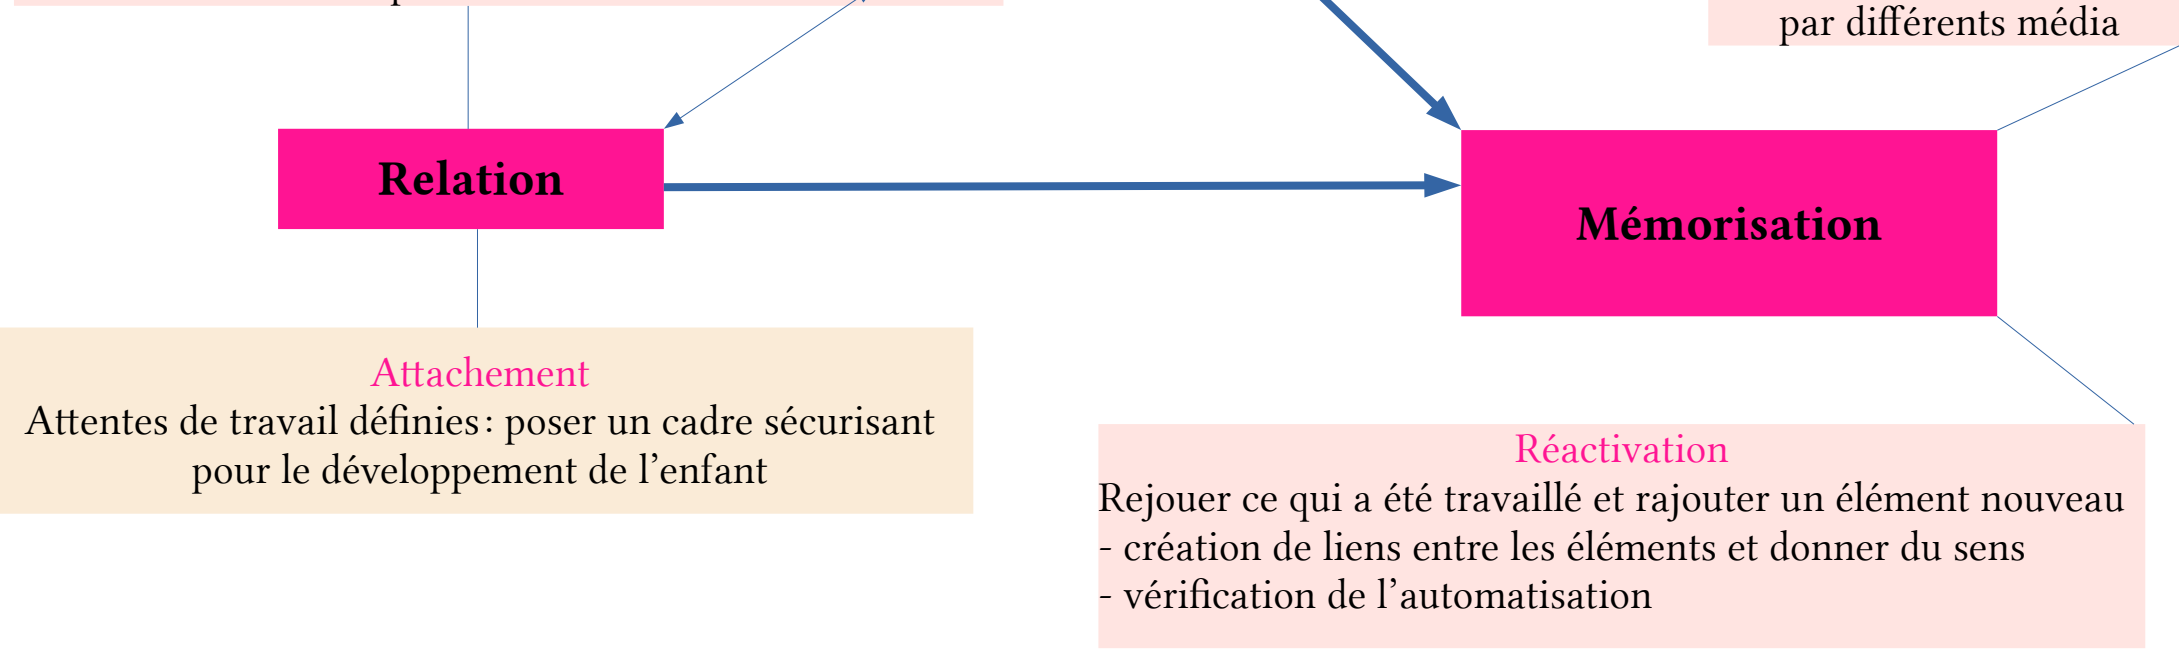 par différents média
Relation
Mémorisation
Attachement
Attentes de travail définies: poser un cadre sécurisant
pour le développement de l'enfant
Réactivation
Rejouer ce qui a été travaillé et rajouter un élément nouveau
- création de liens entre les éléments et donner du sens
- vérification de l'automatisation